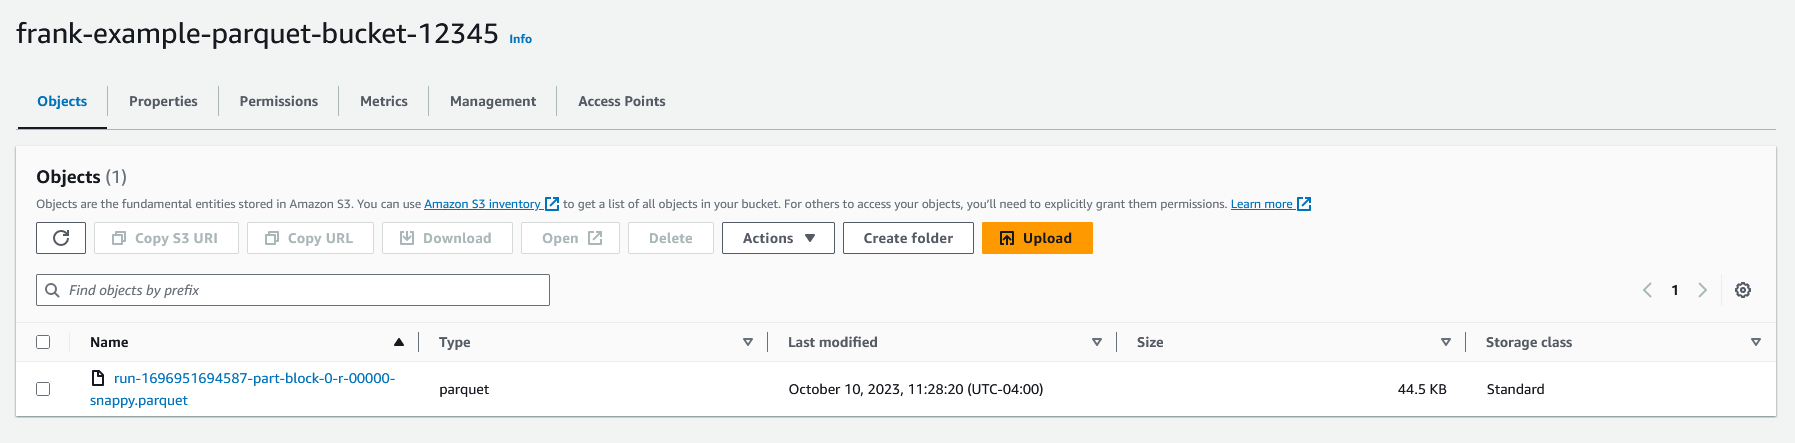 frank-example-parquet-bucket-12345 Info
Objects Properties Permissions Metrics Management Access Points
Objects (1)
Objects are the fundamental entities stored in Amazon S3. You can use Amazon S3 inventory to get a list of all objects in your bucket. For others to access your objects, you'll need to explicitly grant them permissions. Learn more
Copy S3 URI Copy URL Download Open Delete Actions Create folder Upload
Find objects by prefix 1
Name Type Last modified Size Storage class
run-1696951694587-part-block-0-r-00000-
snappy.parquet
parquet October 10, 2023, 11:28:20 (UTC-04:00) 44.5 KB Standard